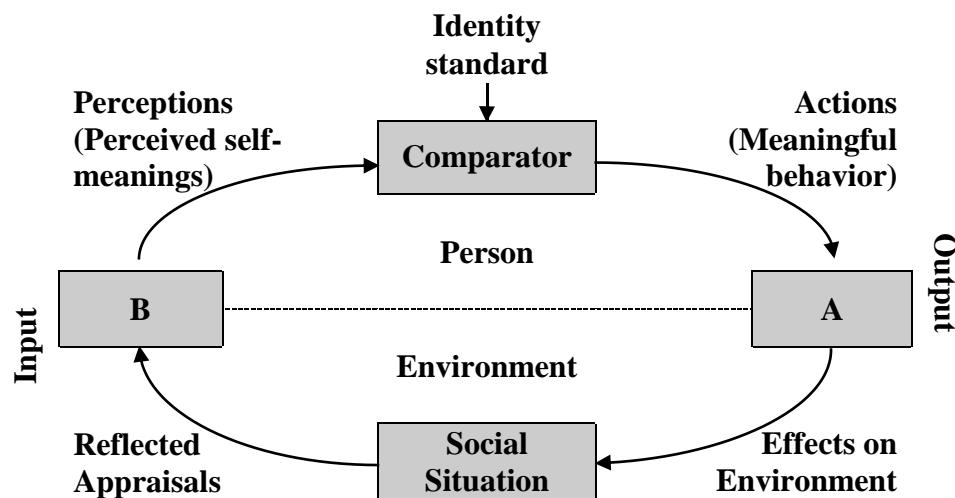 Identity
standard
Perceptions
(Perceived self-
meanings)
Comparator
Actions
(Meaningful
behavior)
Person
Input
B
A
Output
Environment
Reflected
Appraisals
Social
Situation
Effects on
Environment